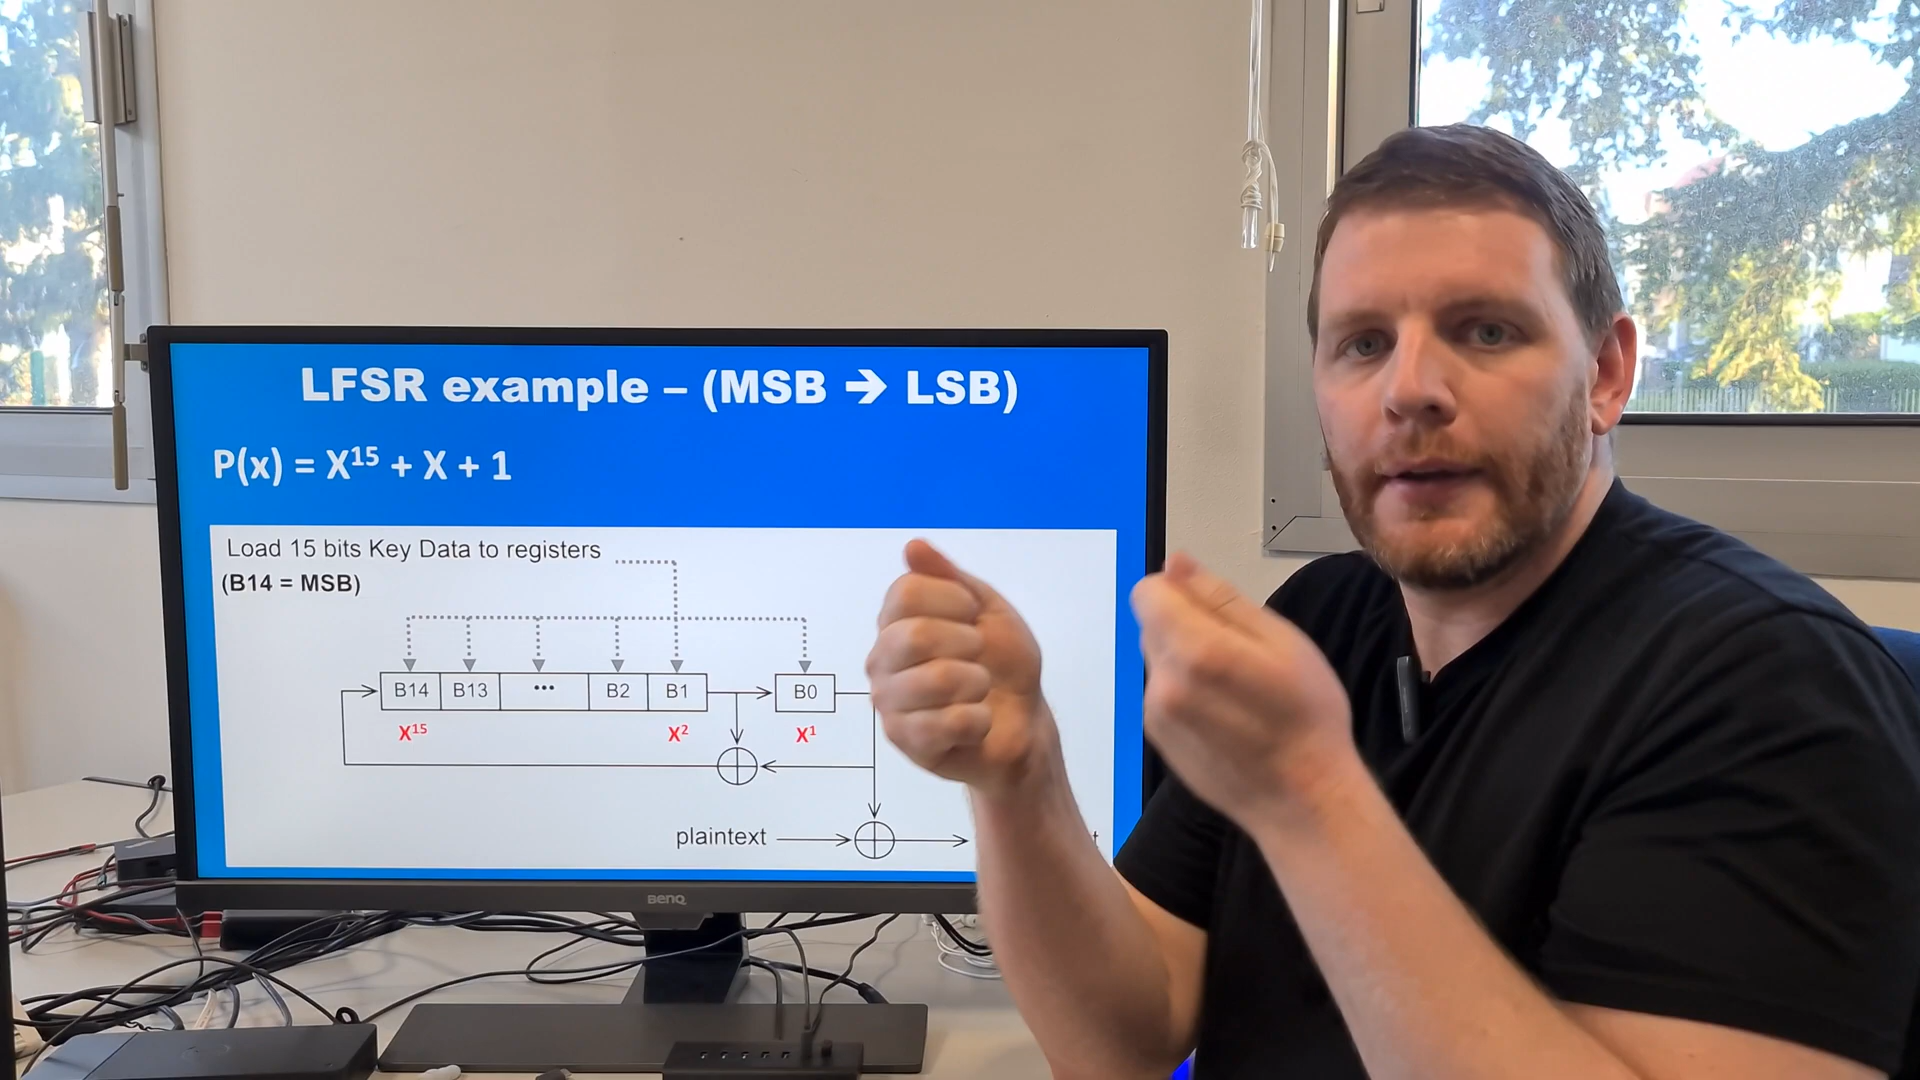 LFSR example – (MSB ➔ LSB)
P(x) = X¹⁵ + X + 1
Load 15 bits Key Data to registers
(B14 = MSB)
B14 B13 ••• B2 B1 B0
X¹⁵ X² X¹
plaintext t
BenQ